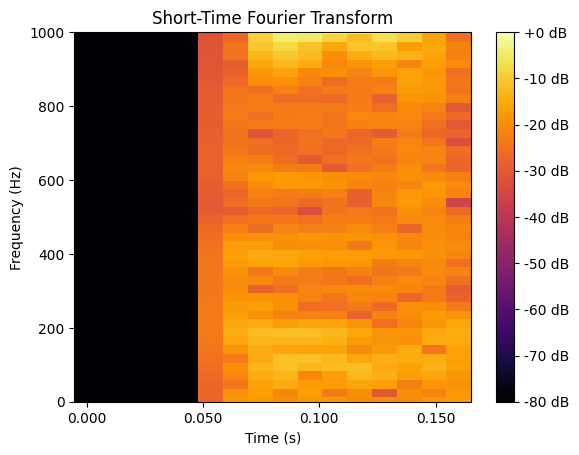 Short-Time Fourier Transform
1000
800
600
400
200
0
Frequency (Hz)
0.000
0.050
0.100
0.150
Time (s)
+0 dB
-10 dB
-20 dB
-30 dB
-40 dB
-50 dB
-60 dB
-70 dB
-80 dB